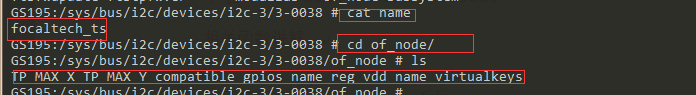 GS195:/sys/bus/i2c/devices/i2c-3/3-0038 # cat name
focaltech_ts
GS195:/sys/bus/i2c/devices/i2c-3/3-0038 # cd of_node/
GS195:/sys/bus/i2c/devices/i2c-3/3-0038/of_node # ls
TP_MAX_X TP_MAX_Y compatible gpios name reg vdd_name virtualkeys
GS195:/sys/bus/i2c/devices/i2c-3/3-0038/of_node #